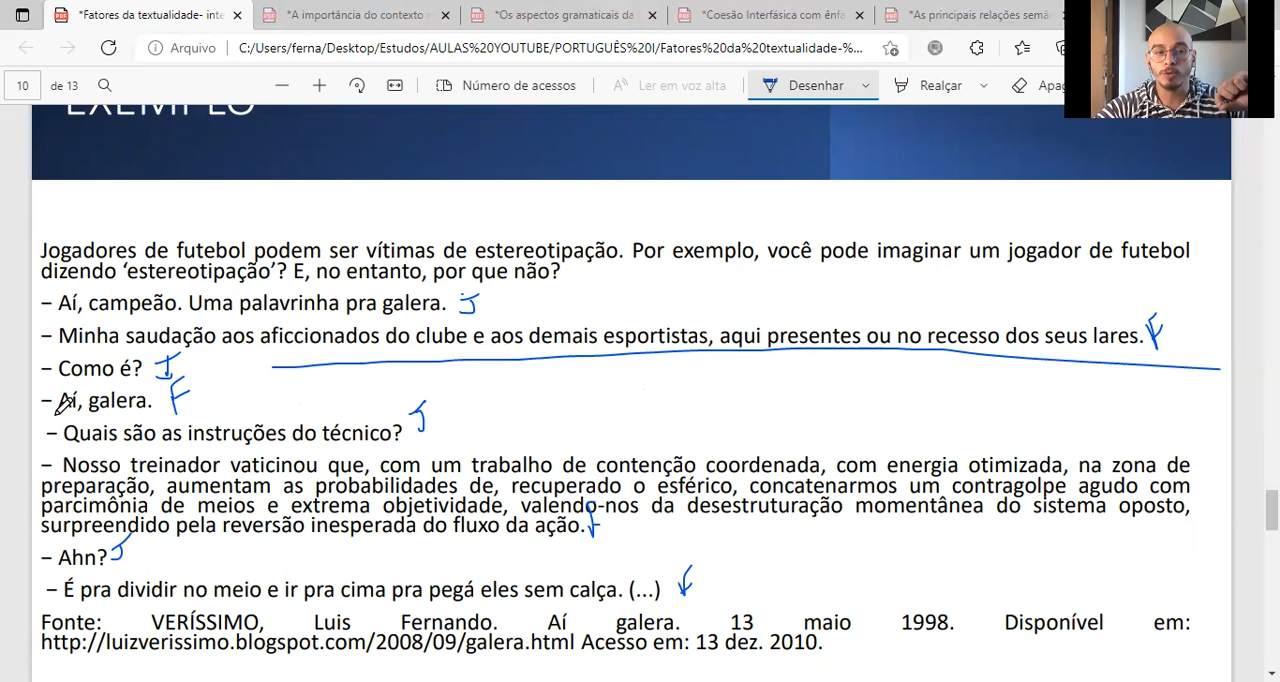 *Fatores da textualidade- inte
*A importância do contexto
*Os aspectos gramaticais da
*Coesão Interfásica com ênfa
*As principais relações semâ
Arquivo C:/Users/ferna/Desktop/Estudos/AULAS%20YOUTUBE/PORTUGUÊS%20I/Fatores%20da%20textualidade-%...
10 de 13 Número de acessos Ler em voz alta Desenhar Realçar
EXEMPLO
Jogadores de futebol podem ser vítimas de estereotipação. Por exemplo, você pode imaginar um jogador de futebol
dizendo ‘estereotipação’? E, no entanto, por que não?
– Aí, campeão. Uma palavrinha pra galera. J
– Minha saudação aos aficcionados do clube e aos demais esportistas, aqui presentes ou no recesso dos seus lares. F
– Como é? J
– Aí, galera. F
– Quais são as instruções do técnico? J
– Nosso treinador vaticinou que, com um trabalho de contenção coordenada, com energia otimizada, na zona de
preparação, aumentam as probabilidades de, recuperado o esférico, concatenarmos um contragolpe agudo com
parcimônia de meios e extrema objetividade, valendo-nos da desestruturação momentânea do sistema oposto,
surpreendido pela reversão inesperada do fluxo da ação. F
– Ahn? J
– É pra dividir no meio e ir pra cima pra pegá eles sem calça. (...) F
Fonte: VERÍSSIMO, Luis Fernando. Aí galera. 13 maio 1998. Disponível em:
http://luizverissimo.blogspot.com/2008/09/galera.html Acesso em: 13 dez. 2010.